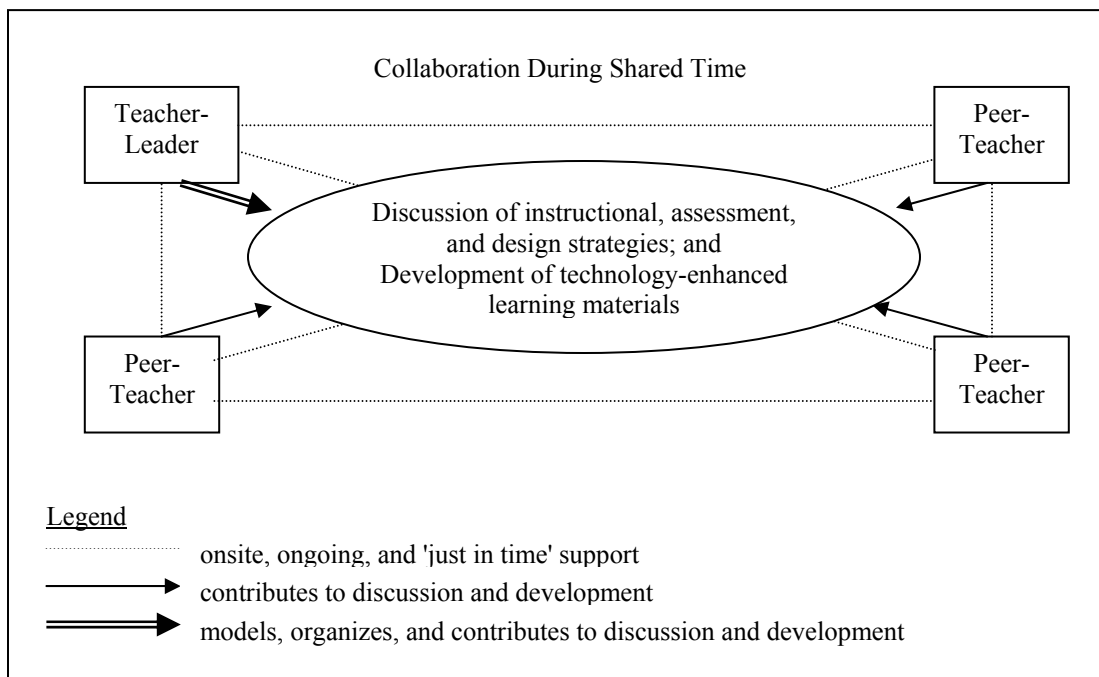 Collaboration During Shared Time
Teacher-
Leader
Peer-
Teacher
Discussion of instructional, assessment,
and design strategies; and
Development of technology-enhanced
learning materials
Peer-
Teacher
Peer-
Teacher
Legend
onsite, ongoing, and 'just in time' support
contributes to discussion and development
models, organizes, and contributes to discussion and development